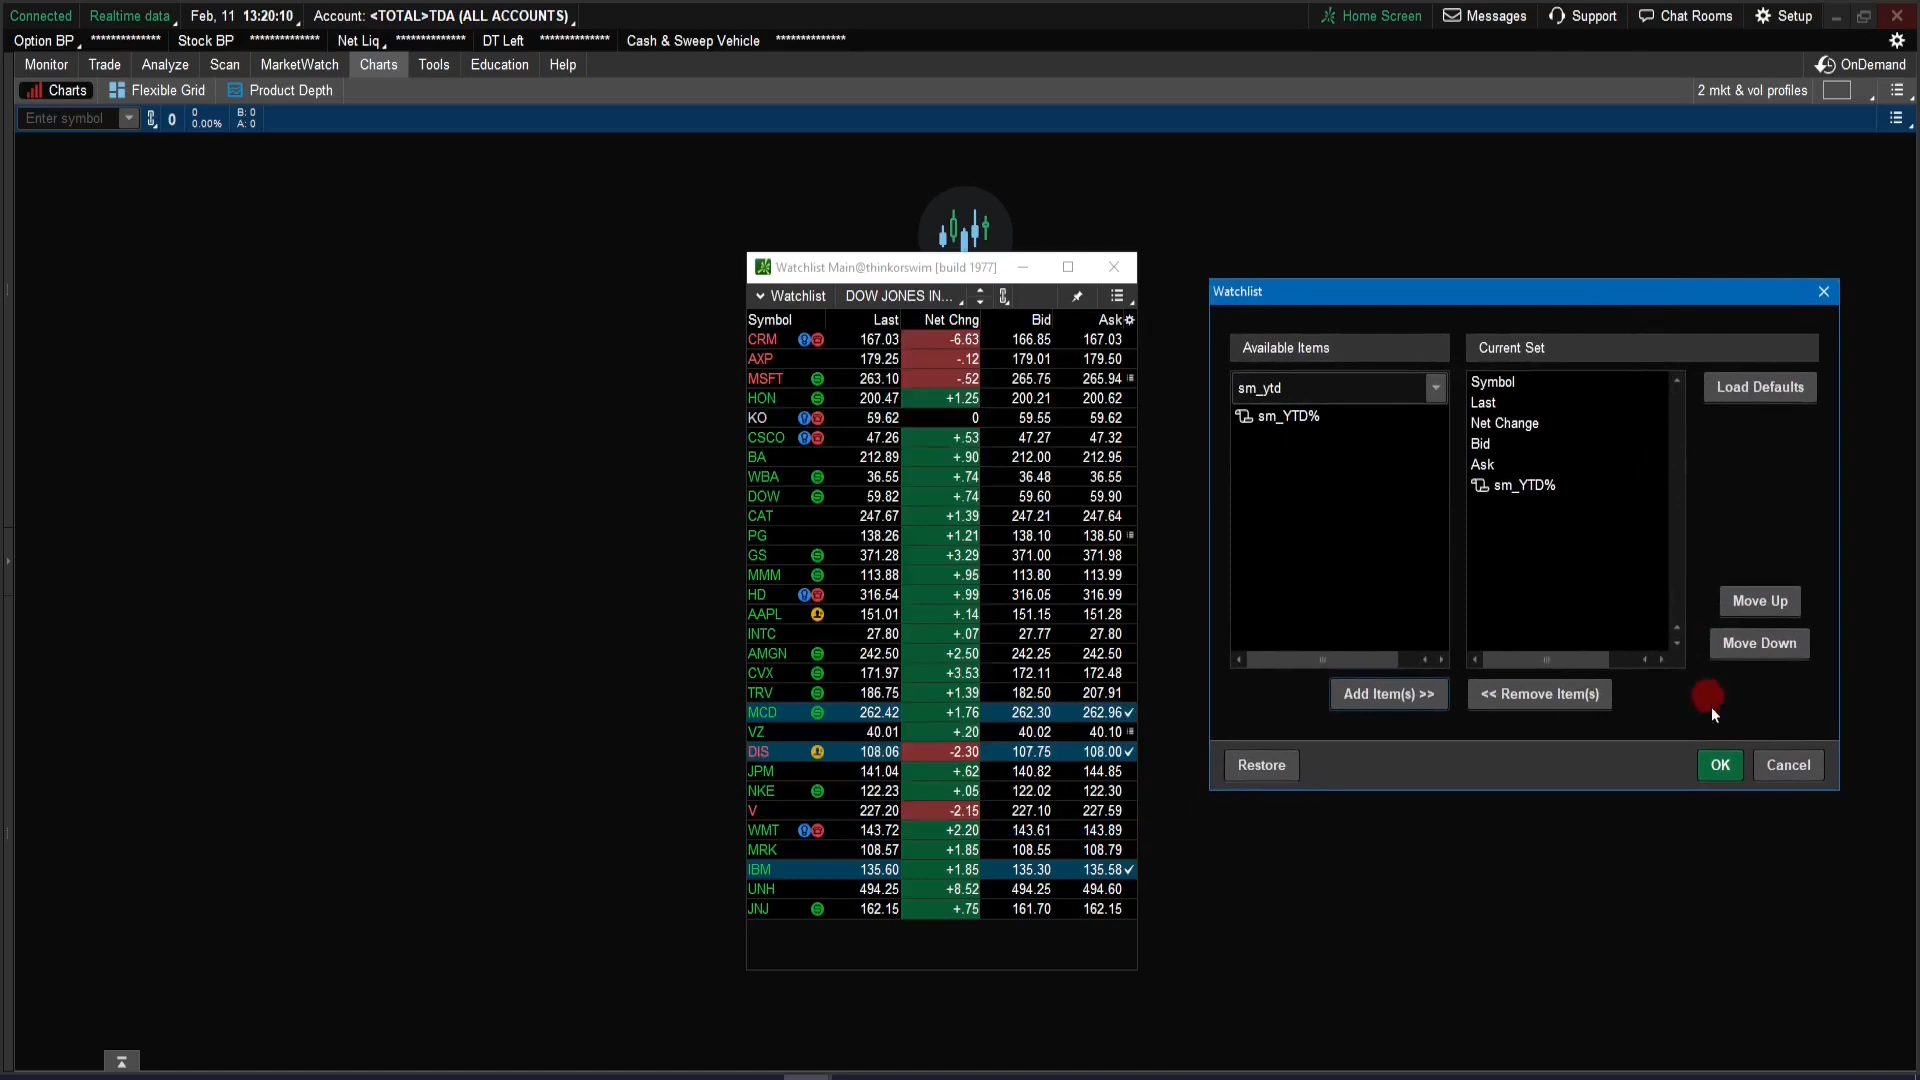 Connected Realtime data Feb, 11 13:20:10 Account: <TOTAL>TDA (ALL ACCOUNTS) Home Screen Messages Support Chat Rooms Setup
Option BP ************** Stock BP ************** Net Liq ************** DT Left ************** Cash & Sweep Vehicle **************
Monitor Trade Analyze Scan MarketWatch Charts Tools Education Help OnDemand
Charts Flexible Grid Product Depth 2 mkt & vol profiles
Enter symbol 0 0 B: 0
0.00% A: 0
Watchlist Main@thinkorswim [build 1977]
Watchlist DOW JONES IN...
Symbol Last Net Chng Bid Ask
CRM 167.03 -6.63 166.85 167.03
AXP 179.25 -.12 179.01 179.50
MSFT 263.10 -.52 265.75 265.94
HON 200.47 +1.25 200.21 200.62
KO 59.62 0 59.55 59.62
CSCO 47.26 +.53 47.27 47.32
BA 212.89 +.90 212.00 212.95
WBA 36.55 +.74 36.48 36.55
DOW 59.82 +.74 59.60 59.90
CAT 247.67 +1.39 247.21 247.64
PG 138.26 +1.21 138.10 138.50
GS 371.28 +3.29 371.00 371.98
MMM 113.88 +.95 113.80 113.99
HD 316.54 +.99 316.05 316.99
AAPL 151.01 +.14 151.15 151.28
INTC 27.80 +.07 27.77 27.80
AMGN 242.50 +2.50 242.25 242.50
CVX 171.97 +3.53 172.11 172.48
TRV 186.75 +1.39 182.50 207.91
MCD 262.42 +1.76 262.30 262.96
VZ 40.01 +.20 40.02 40.10
DIS 108.06 -2.30 107.75 108.00
JPM 141.04 +.62 140.82 144.85
NKE 122.23 +.05 122.02 122.30
V 227.20 -2.15 227.10 227.59
WMT 143.72 +2.20 143.61 143.89
MRK 108.57 +1.85 108.55 108.79
IBM 135.60 +1.85 135.30 135.58
UNH 494.25 +8.52 494.25 494.60
JNJ 162.15 +.75 161.70 162.15
Watchlist
Available Items Current Set
sm_ytd
sm_YTD%
Symbol
Last
Net Change
Bid
Ask
sm_YTD%
Load Defaults
Move Up
Move Down
Add Item(s) >> << Remove Item(s)
Restore OK Cancel